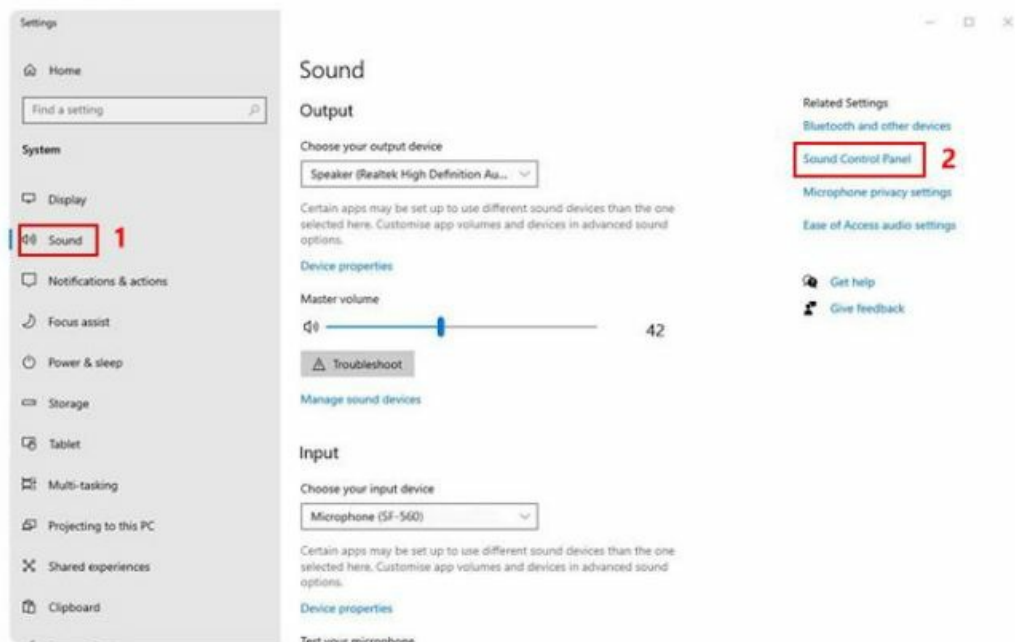 Settings
Home
Find a setting
System
Display
Sound
1
Notifications & actions
Focus assist
Power & sleep
Storage
Tablet
Multi-tasking
Projecting to this PC
Shared experiences
Clipboard
Sound
Output
Choose your output device
Speaker (Realtek High Definition Au...
Certain apps may be set up to use different sound devices than the one
selected here. Customise app volumes and devices in advanced sound
options.
Device properties
Master volume
42
Troubleshoot
Manage sound devices
Input
Choose your input device
Microphone (SF-560)
Certain apps may be set up to use different sound devices than the one
selected here. Customise app volumes and devices in advanced sound
options.
Device properties
Test your microphone
Related Settings
Bluetooth and other devices
Sound Control Panel
2
Microphone privacy settings
Ease of Access audio settings
Get help
Give feedback